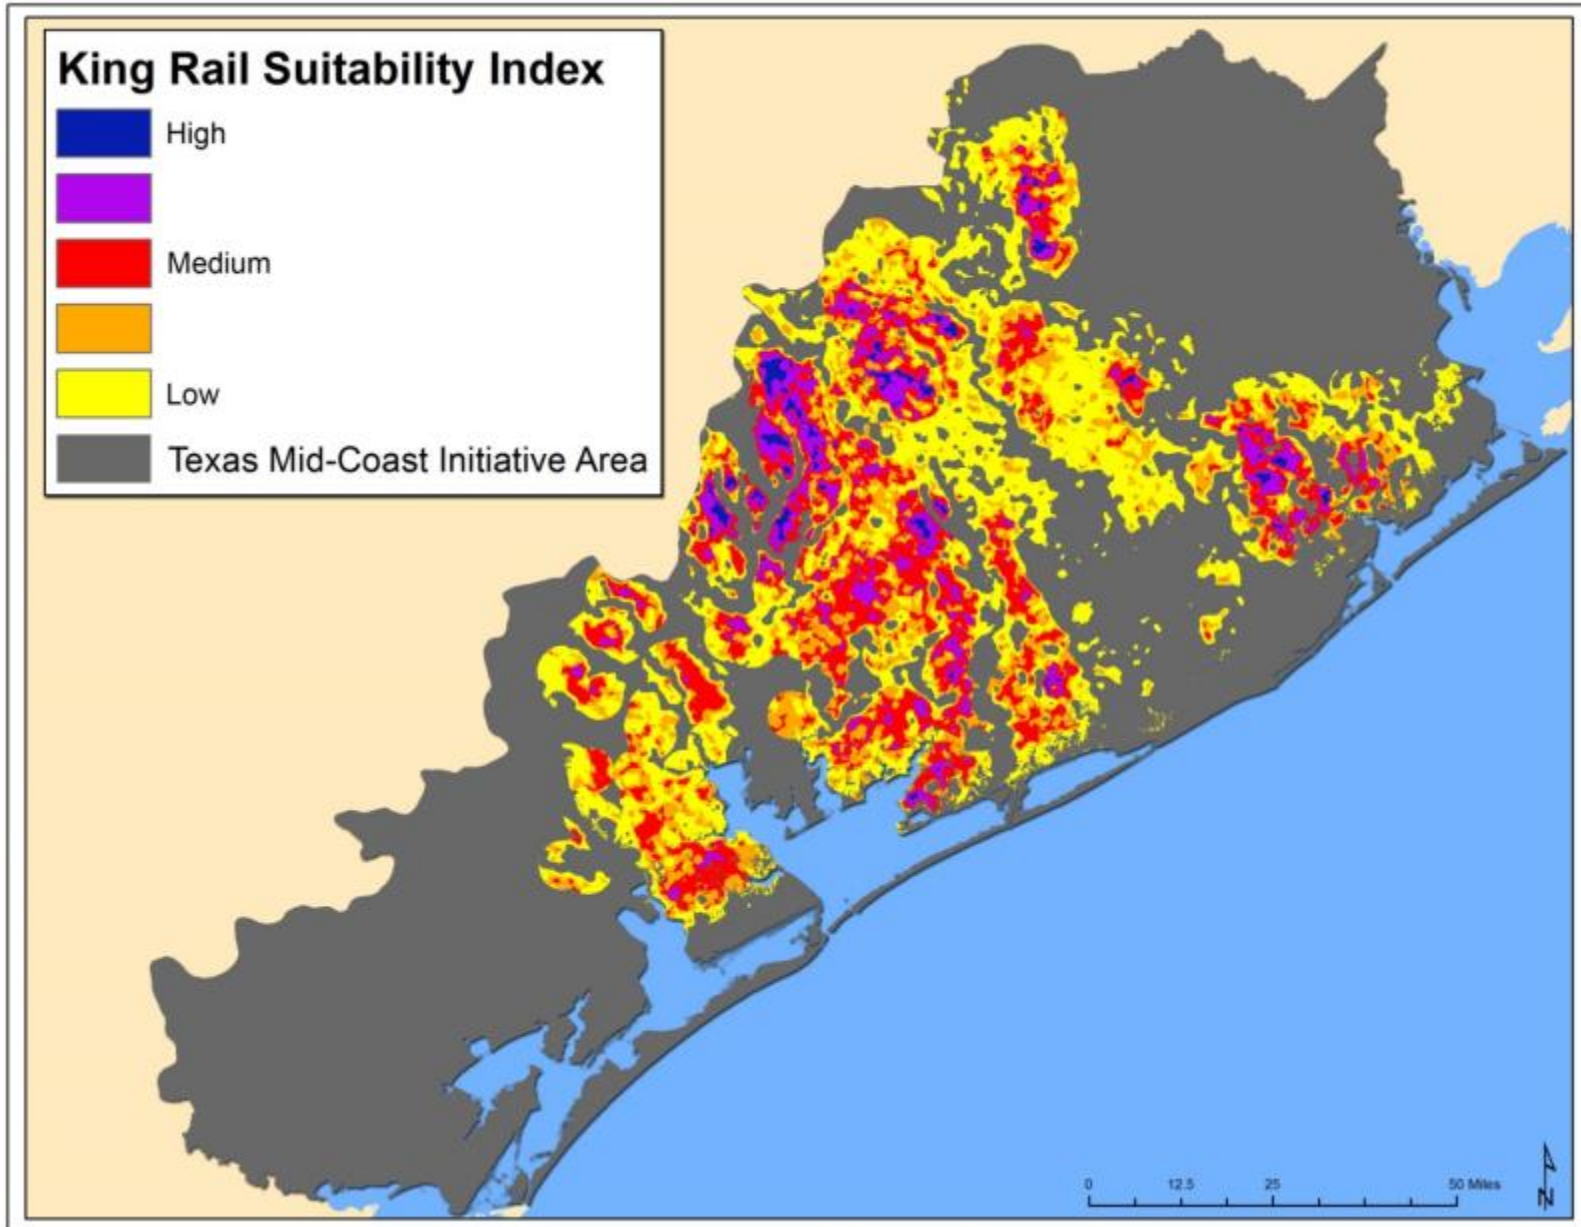 King Rail Suitability Index
High
Medium
Low
Texas Mid-Coast Initiative Area
0 12.5 25 50 Miles
N